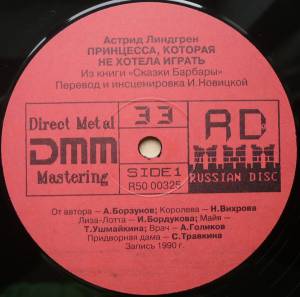 Астрид Линдгрен
ПРИНЦЕССА, КОТОРАЯ
НЕ ХОТЕЛА ИГРАТЬ
Из книги «Сказки Барбары)
Перевод и инсценировка И.Новицкой
Direct Metal
DMM
Mastering
33
SIDE 1
R50 00325
RD
RUSSIAN DISC
От автора — А.Борзунов; Королева — Н.Вихрова
Лиза-Лотта — И.Бордукова; Майя —
Т.Ушмайкина; Врач — А.Голиков
Придворная дама — С.Травкина
Запись 1990 г.